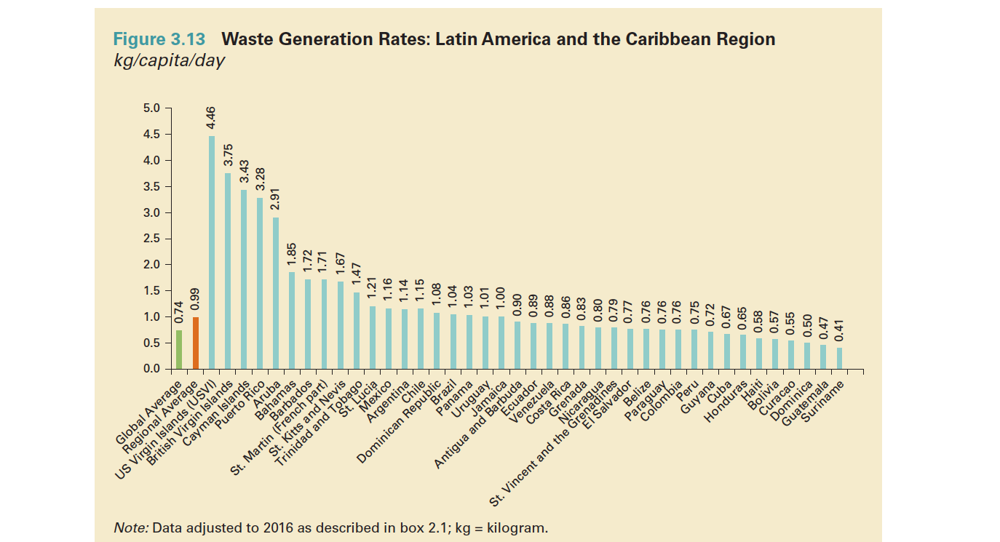 Figure 3.13 Waste Generation Rates: Latin America and the Caribbean Region
kg/capita/day
5.0
4.5
4.0
3.5
3.0
2.5
2.0
1.5
1.0
0.5
0.0
0.74
0.99
4.46
3.75
3.43
3.28
2.91
1.85
1.72
1.71
1.67
1.47
1.21
1.16
1.14
1.15
1.08
1.04
1.03
1.01
1.00
0.90
0.89
0.88
0.86
0.83
0.80
0.79
0.77
0.76
0.76
0.76
0.75
0.72
0.67
0.65
0.58
0.57
0.55
0.50
0.47
0.41
Global Average
Regional Average
US Virgin Islands (USVI)
British Virgin Islands
Cayman Islands
Puerto Rico
Aruba
Bahamas
Barbados
St. Martin (French part)
St. Kitts and Nevis
Trinidad and Tobago
St. Lucia
Mexico
Argentina
Chile
Dominican Republic
Brazil
Panama
Uruguay
Jamaica
Antigua and Barbuda
Ecuador
Venezuela
Costa Rica
Grenada
Nicaragua
St. Vincent and the Grenadines
El Salvador
Belize
Paraguay
Colombia
Peru
Guyana
Cuba
Honduras
Haiti
Bolivia
Curacao
Dominica
Guatemala
Suriname
Note: Data adjusted to 2016 as described in box 2.1; kg = kilogram.